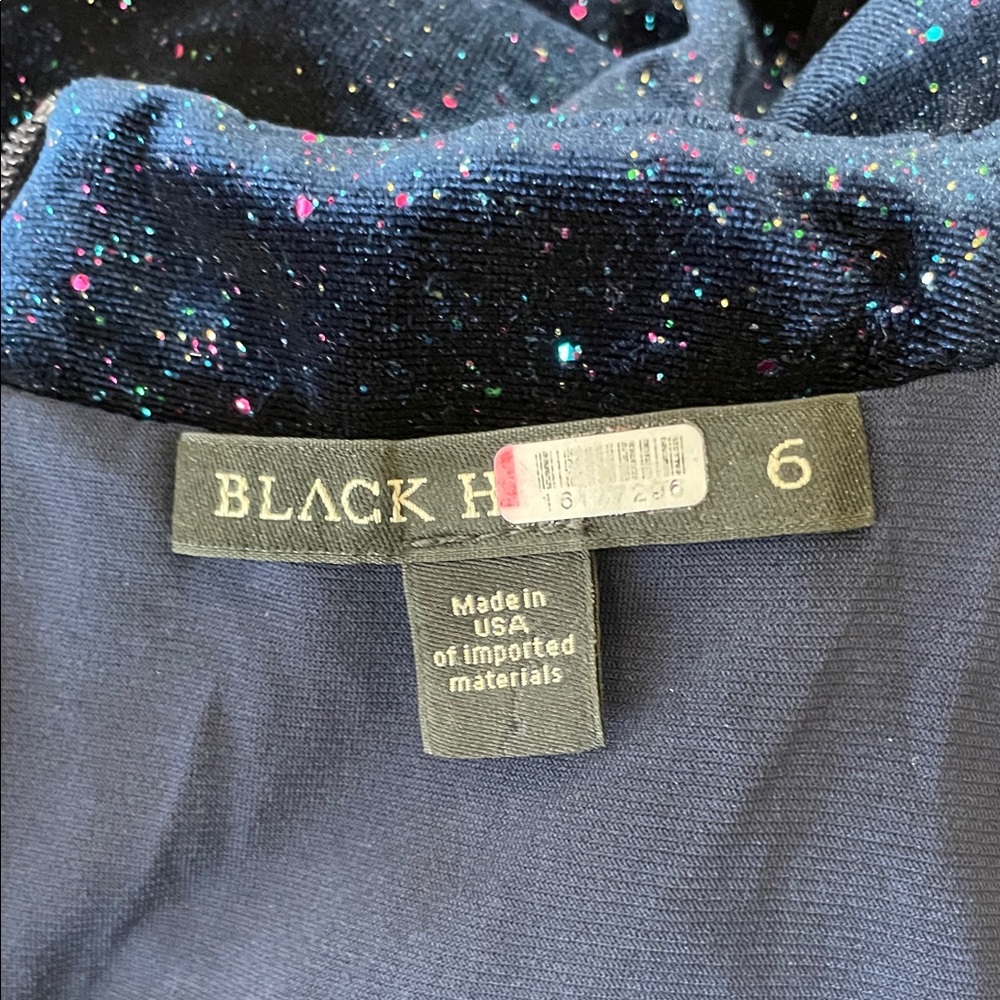 BLACK H
6
Made in
USA
of imported
materials